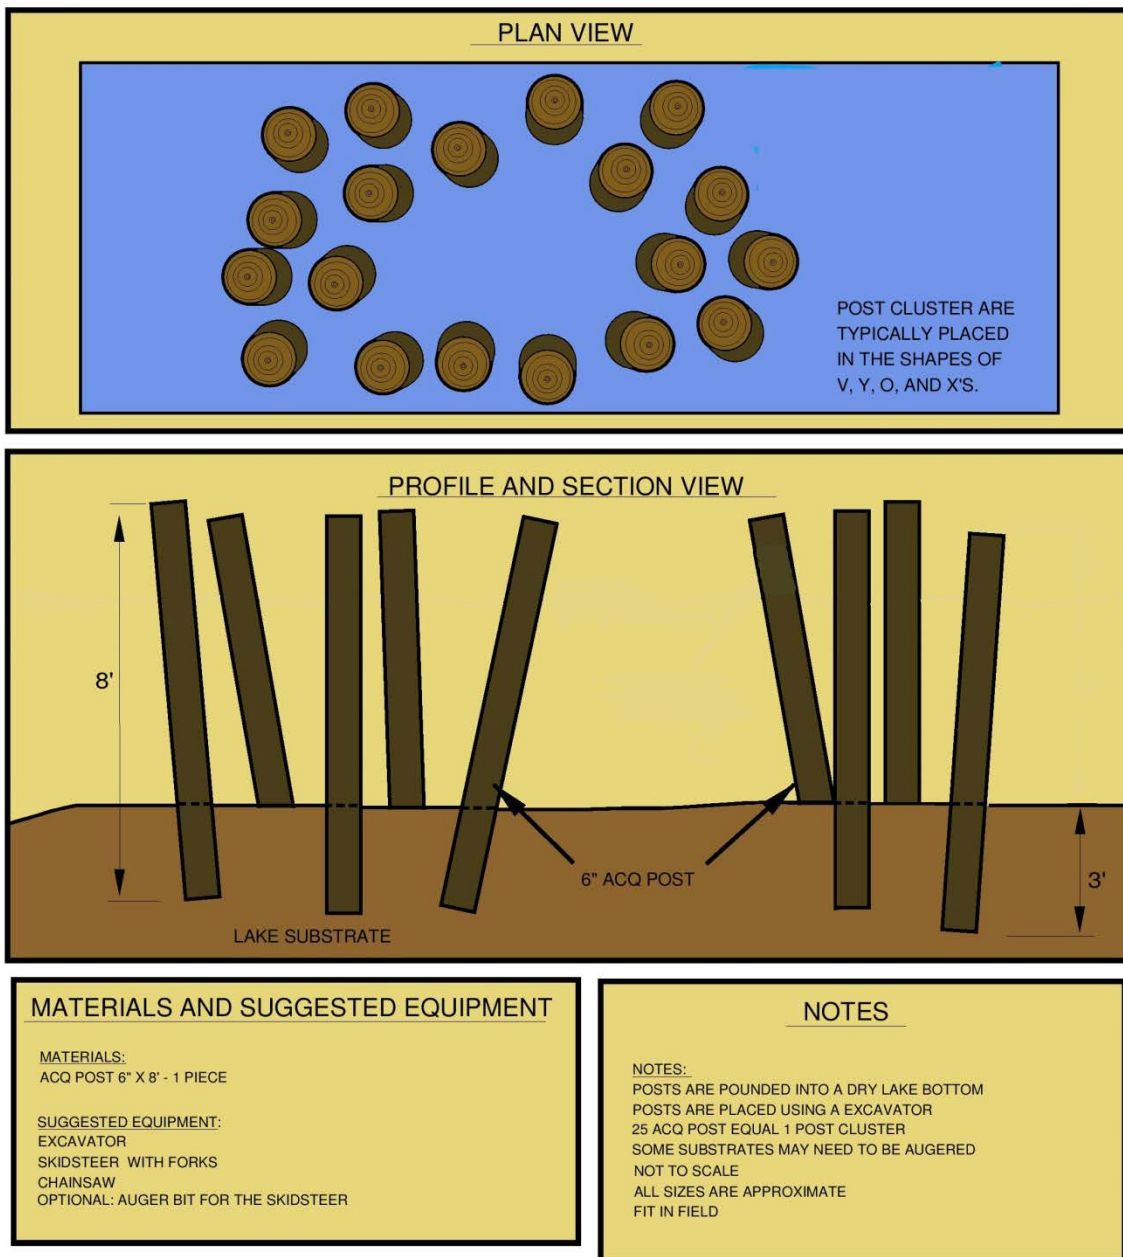 PLAN VIEW
POST CLUSTER ARE
TYPICALLY PLACED
IN THE SHAPES OF
V, Y, O, AND X'S.
PROFILE AND SECTION VIEW
8'
6" ACQ POST
3'
LAKE SUBSTRATE
MATERIALS AND SUGGESTED EQUIPMENT
MATERIALS:
ACQ POST 6" X 8' - 1 PIECE
SUGGESTED EQUIPMENT:
EXCAVATOR
SKIDSTEER WITH FORKS
CHAINSAW
OPTIONAL: AUGER BIT FOR THE SKIDSTEER
NOTES
NOTES:
POSTS ARE POUNDED INTO A DRY LAKE BOTTOM
POSTS ARE PLACED USING A EXCAVATOR
25 ACQ POST EQUAL 1 POST CLUSTER
SOME SUBSTRATES MAY NEED TO BE AUGERED
NOT TO SCALE
ALL SIZES ARE APPROXIMATE
FIT IN FIELD